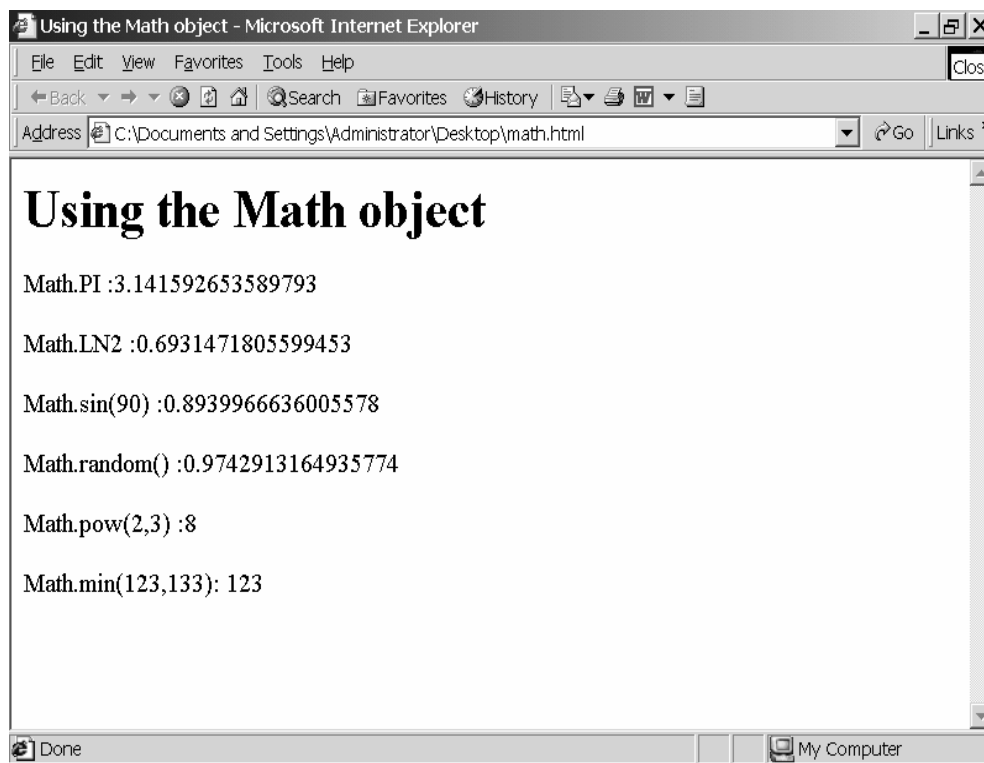 Using the Math object - Microsoft Internet Explorer
File Edit View Favorites Tools Help
Clos
Back Search Favorites History
Address C:\Documents and Settings\Administrator\Desktop\math.html Go Links
Using the Math object
Math.PI :3.141592653589793
Math.LN2 :0.6931471805599453
Math.sin(90) :0.8939966636005578
Math.random() :0.9742913164935774
Math.pow(2,3) :8
Math.min(123,133): 123
Done My Computer